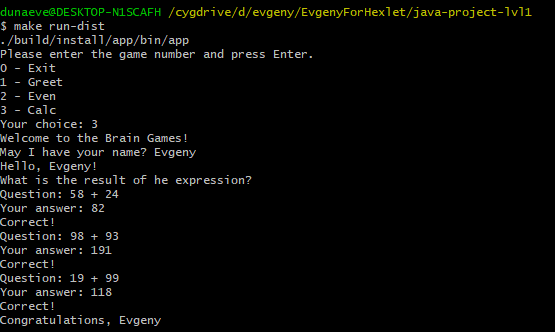 dunaeve@DESKTOP-N1SCAFH /cygdrive/d/evgeny/EvgenyForHexlet/java-project-lvl1
$ make run-dist
./build/install/app/bin/app
Please enter the game number and press Enter.
0 - Exit
1 - Greet
2 - Even
3 - Calc
Your choice: 3
Welcome to the Brain Games!
May I have your name? Evgeny
Hello, Evgeny!
What is the result of he expression?
Question: 58 + 24
Your answer: 82
Correct!
Question: 98 + 93
Your answer: 191
Correct!
Question: 19 + 99
Your answer: 118
Correct!
Congratulations, Evgeny